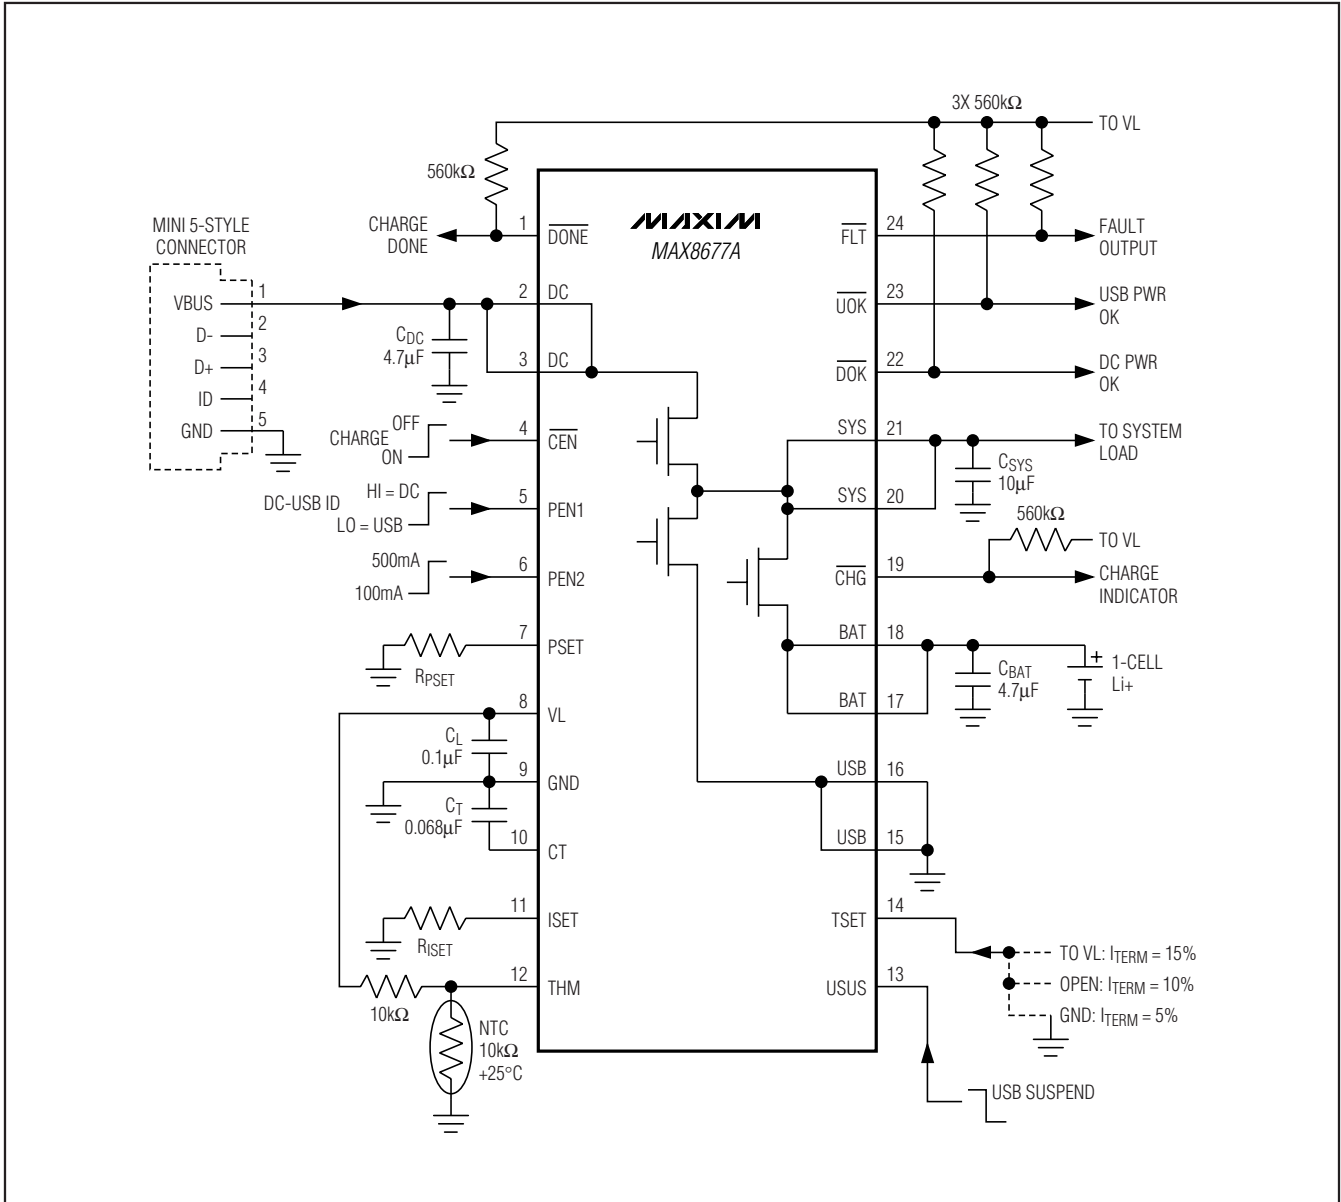 3X 560kΩ
TO VL
560kΩ
MAXIM
MAX8677A
MINI 5-STYLE
CONNECTOR
VBUS
1
D-
2
D+
3
ID
4
GND
5
CHARGE
DONE
1
DONE
2
DC
CDC
4.7µF
3
DC
CHARGE
OFF
ON
4
CEN
DC-USB ID
HI = DC
LO = USB
5
PEN1
500mA
100mA
6
PEN2
RPSET
7
PSET
8
VL
CL
0.1µF
9
GND
CT
0.068µF
10
CT
RISET
11
ISET
10kΩ
12
THM
NTC
10kΩ
+25°C
FLT
24
FAULT
OUTPUT
UOK
23
USB PWR
OK
DOK
22
DC PWR
OK
SYS
21
TO SYSTEM
LOAD
CSYS
10µF
SYS
20
560kΩ
TO VL
CHG
19
CHARGE
INDICATOR
BAT
18
CBAT
4.7µF
+
1-CELL
Li+
BAT
17
USB
16
USB
15
TSET
14
TO VL: ITERM = 15%
OPEN: ITERM = 10%
GND: ITERM = 5%
USUS
13
USB SUSPEND